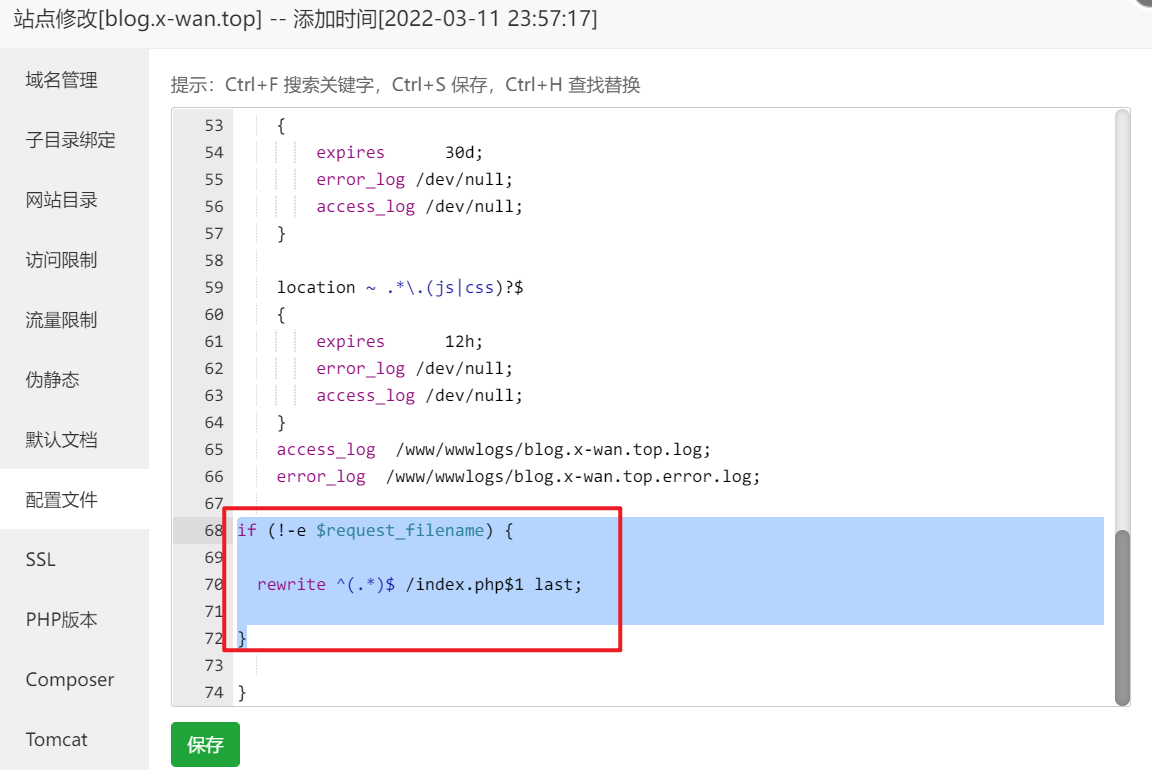 站点修改[blog.x-wan.top] -- 添加时间[2022-03-11 23:57:17]
域名管理
子目录绑定
网站目录
访问限制
流量限制
伪静态
默认文档
配置文件
SSL
PHP版本
Composer
Tomcat
提示：Ctrl+F 搜索关键字，Ctrl+S 保存，Ctrl+H 查找替换
53 {
54 expires 30d;
55 error_log /dev/null;
56 access_log /dev/null;
57 }
58
59 location ~ .*\.(js|css)?$
60 {
61 expires 12h;
62 error_log /dev/null;
63 access_log /dev/null;
64 }
65 access_log /www/wwwlogs/blog.x-wan.top.log;
66 error_log /www/wwwlogs/blog.x-wan.top.error.log;
67
68 if (!-e $request_filename) {
69
70 rewrite ^(.*)$ /index.php$1 last;
71
72 }
73
74 }
保存